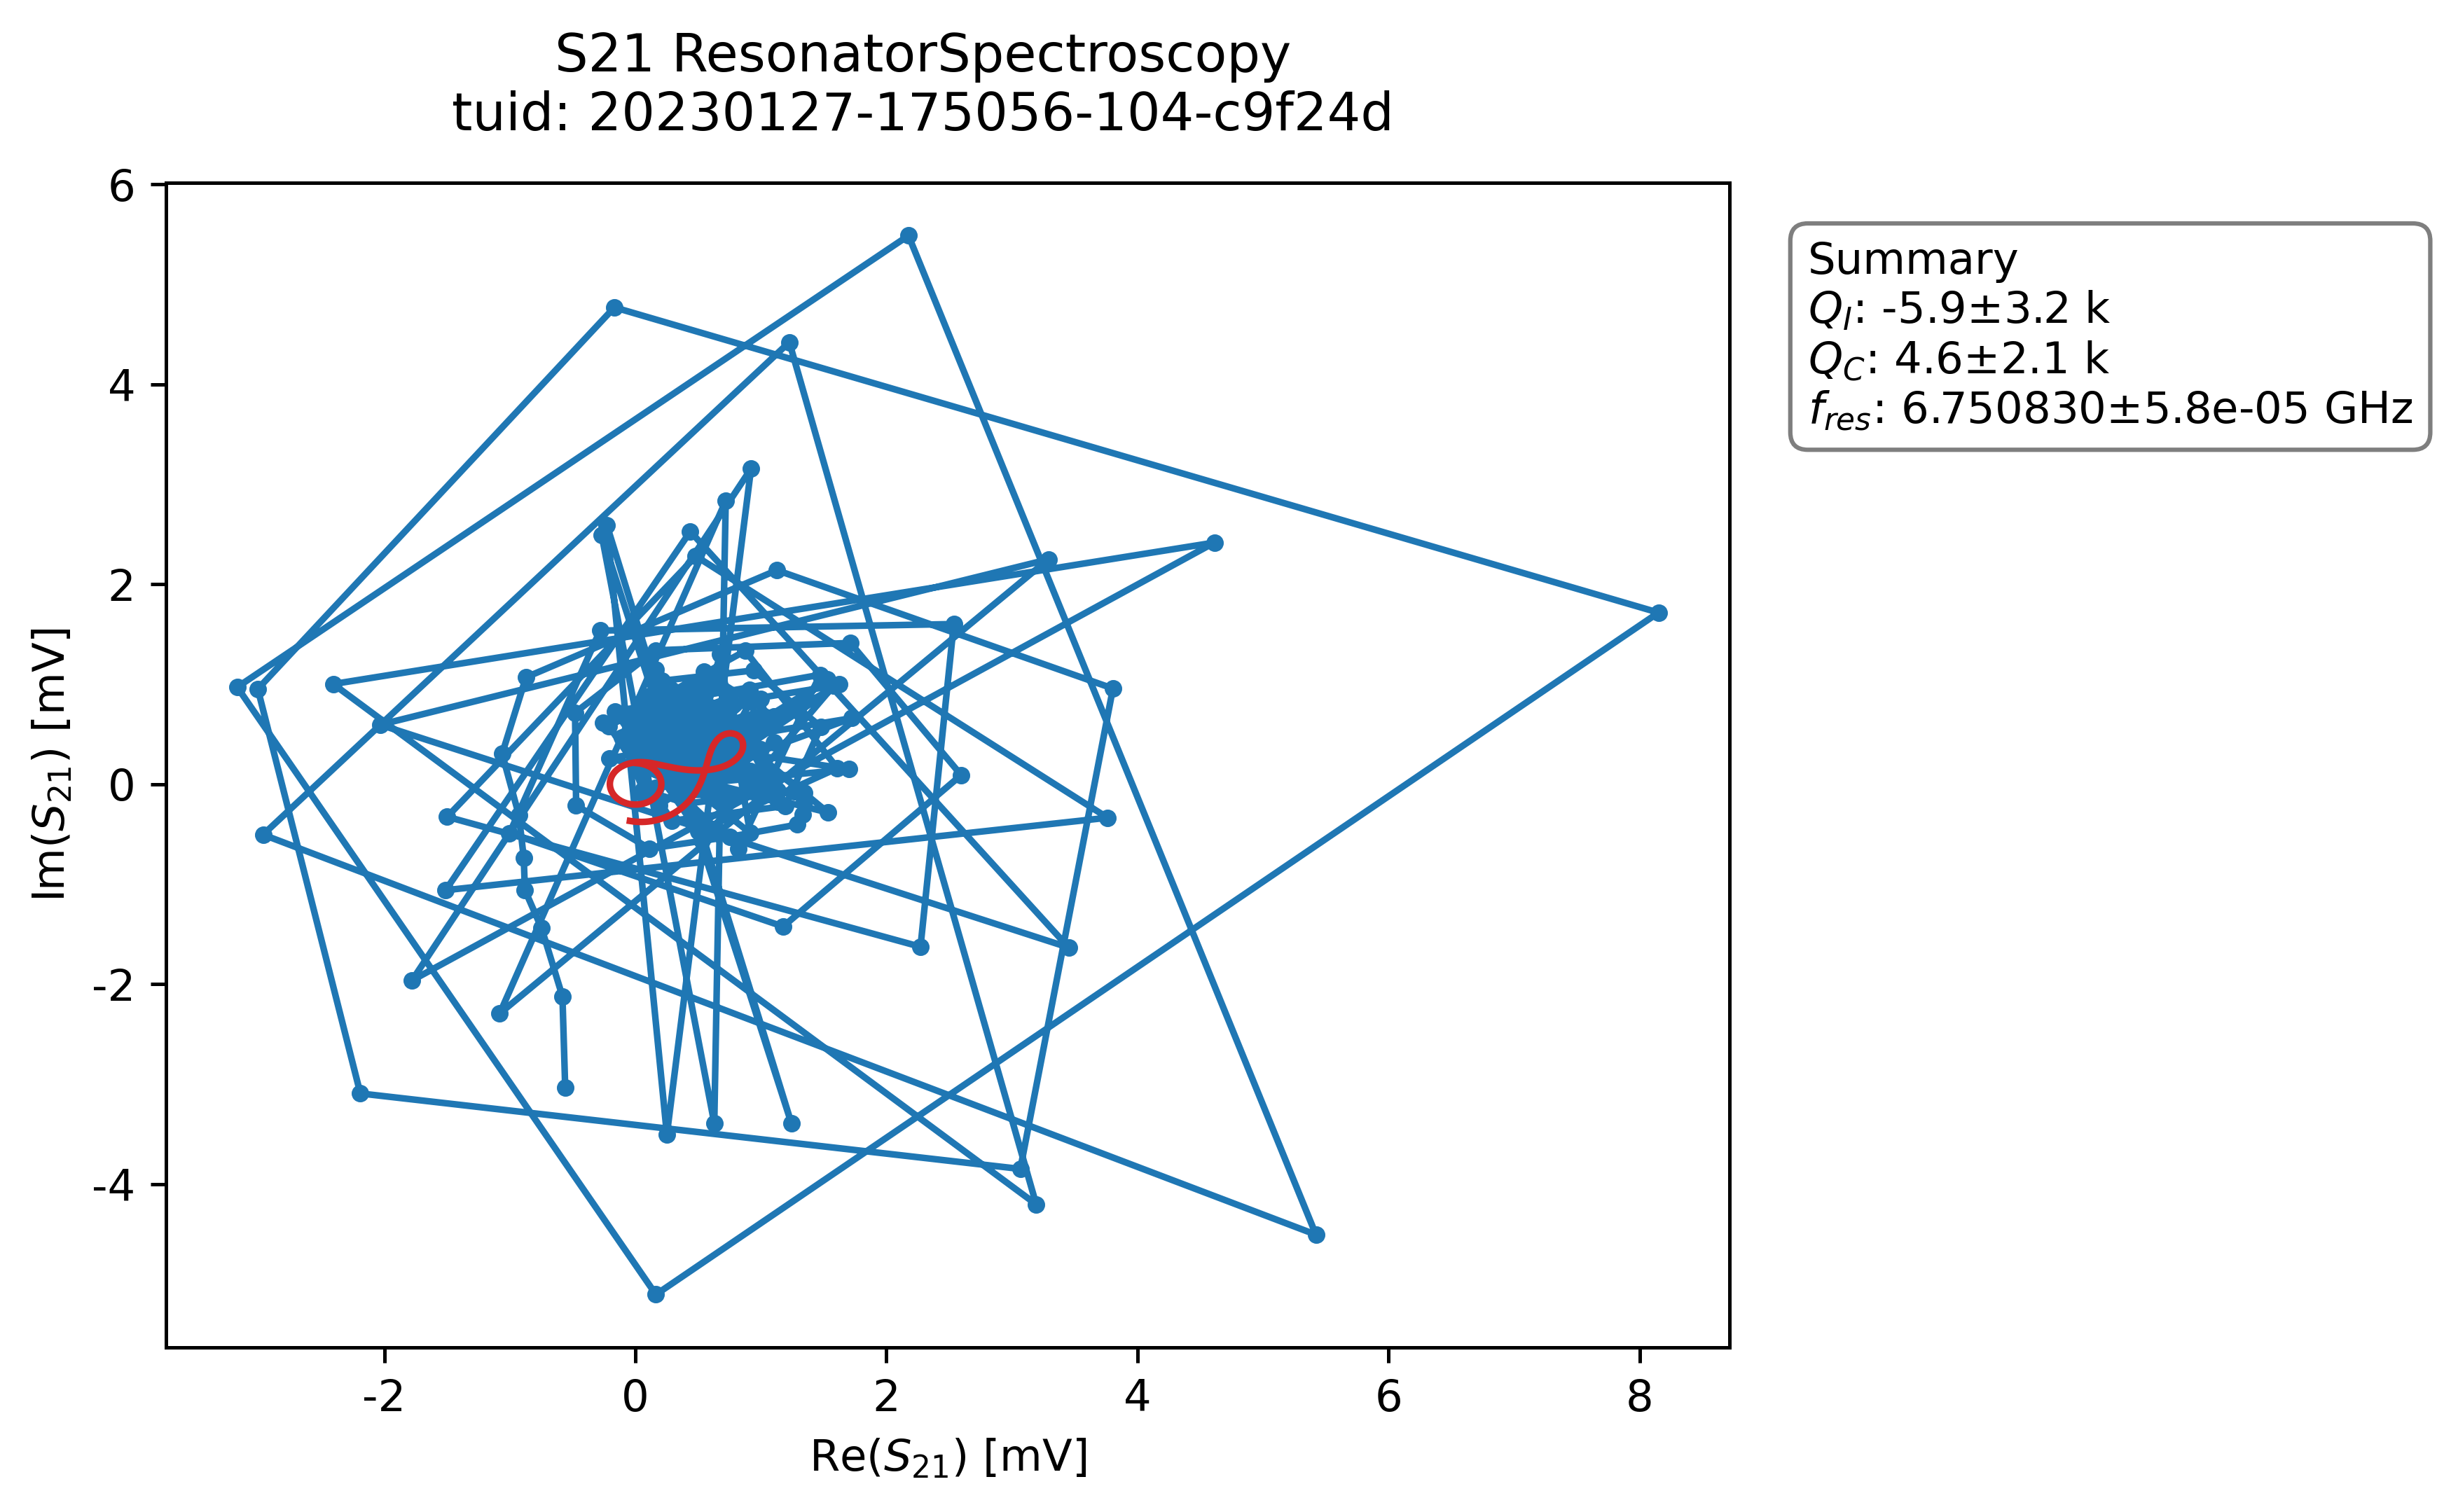 S21 ResonatorSpectroscopy
tuid: 20230127-175056-104-c9f24d
6
4
2
0
-2
-4
Im(S21) [mV]
-2 0 2 4 6 8
Re(S21) [mV]
Summary
QI: -5.9±3.2 k
QC: 4.6±2.1 k
fres: 6.750830±5.8e-05 GHz